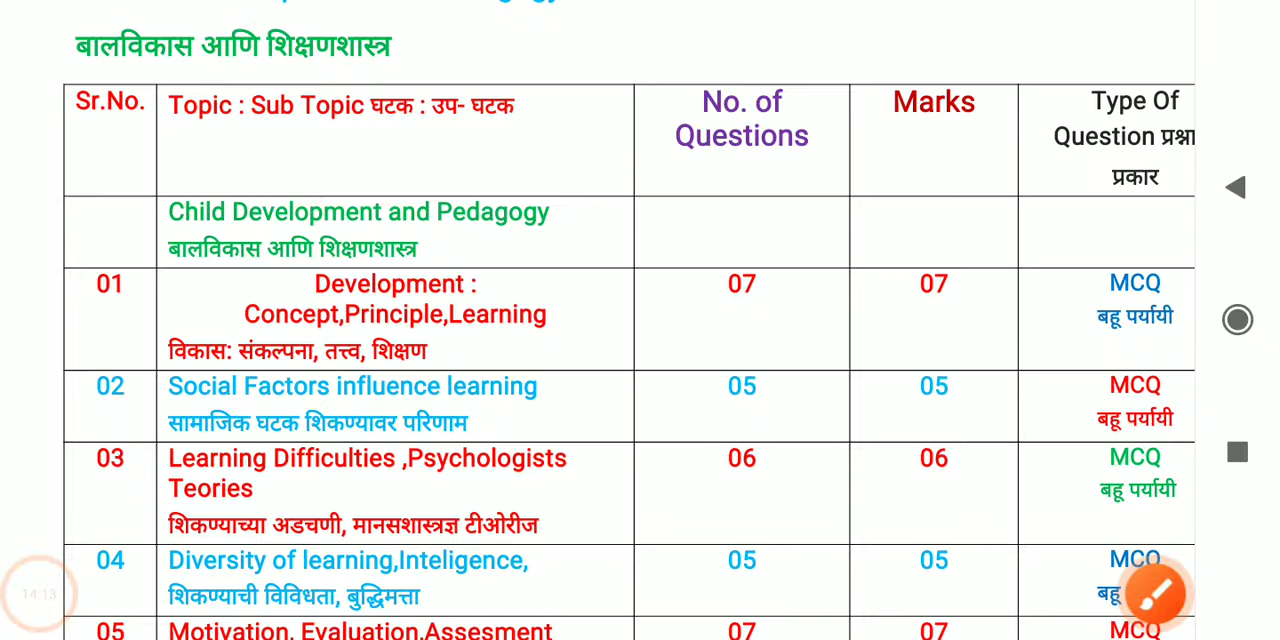 बालविकास आणि शिक्षणशास्त्र
Sr.No.
Topic : Sub Topic घटक : उप- घटक
No. of
Questions
Marks
Type Of
Question प्रश्ना
प्रकार
Child Development and Pedagogy
बालविकास आणि शिक्षणशास्त्र
01
Development :
Concept,Principle,Learning
विकास: संकल्पना, तत्त्व, शिक्षण
07
07
MCQ
बहू पर्यायी
02
Social Factors influence learning
सामाजिक घटक शिकण्यावर परिणाम
05
05
MCQ
बहू पर्यायी
03
Learning Difficulties ,Psychologists
Teories
शिकण्याच्या अडचणी, मानसशास्त्रज्ञ टीओरीज
06
06
MCQ
बहू पर्यायी
04
Diversity of learning,Inteligence,
शिकण्याची विविधता, बुद्धिमत्ता
05
05
MCQ
बहू
05
Motivation, Evaluation,Assesment
07
07
MCQ
14:13